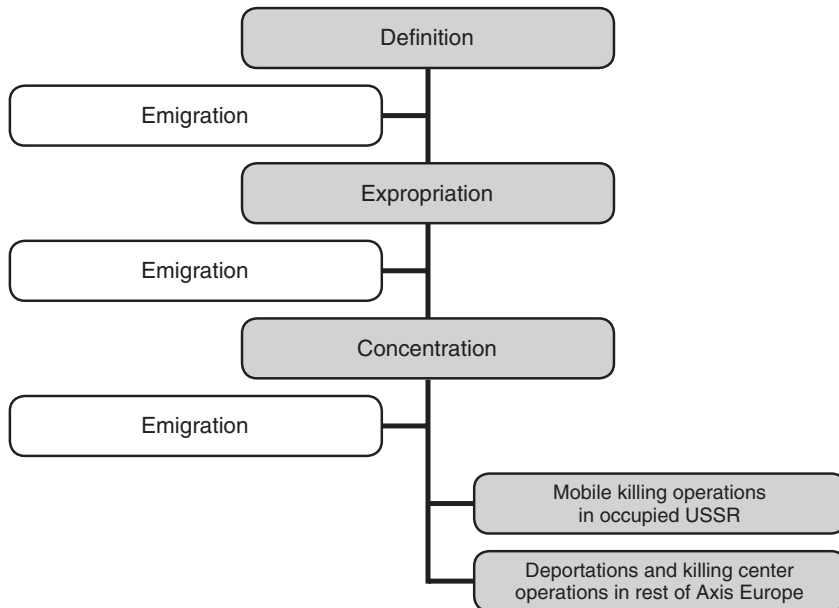 Definition
Emigration
Expropriation
Emigration
Concentration
Emigration
Mobile killing operations
in occupied USSR
Deportations and killing center
operations in rest of Axis Europe